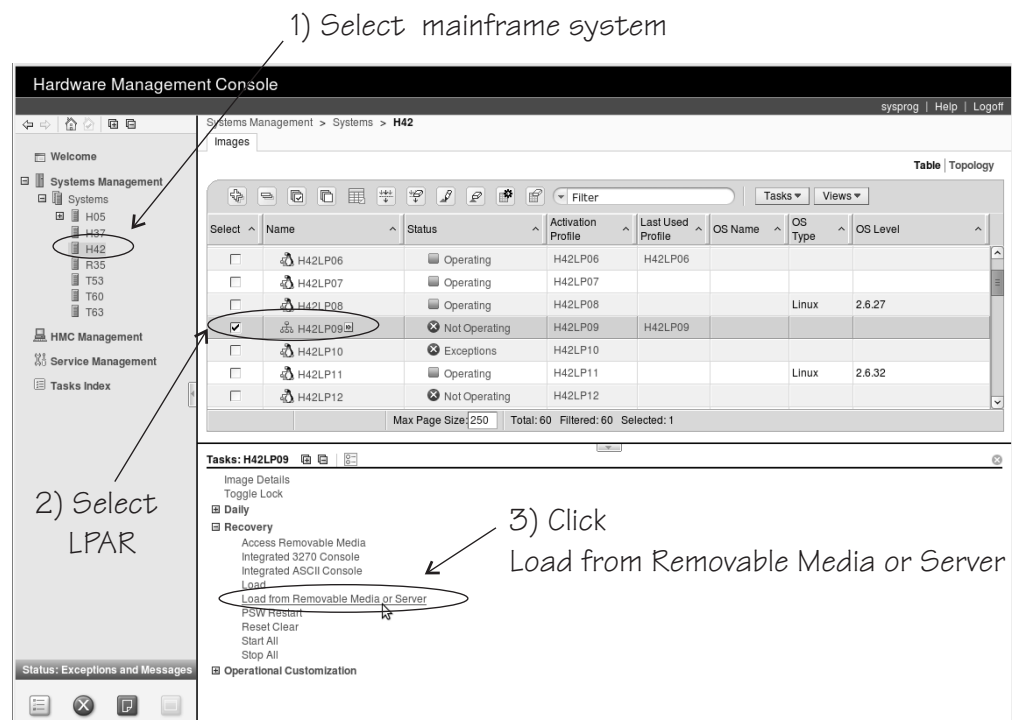 1) Select mainframe system
Hardware Management Console
sysprog | Help | Logoff
Systems Management > Systems > H42
Images
Welcome
Systems Management
Systems
H05
H37
H42
R35
T53
T60
T63
HMC Management
Service Management
Tasks Index
Table | Topology
Filter
Tasks
Views
Select Name Status Activation Profile Last Used Profile OS Name OS Type OS Level
H42LP06 Operating H42LP06 H42LP06
H42LP07 Operating H42LP07
H42LP08 Operating H42LP08 Linux 2.6.27
H42LP09 Not Operating H42LP09 H42LP09
H42LP10 Exceptions H42LP10
H42LP11 Operating H42LP11 Linux 2.6.32
H42LP12 Not Operating H42LP12
Max Page Size: 250 Total: 60 Filtered: 60 Selected: 1
2) Select
LPAR
Tasks: H42LP09
Image Details
Toggle Lock
Daily
Recovery
Access Removable Media
Integrated 3270 Console
Integrated ASCII Console
Load
Load from Removable Media or Server
PSW Restart
Reset Clear
Start All
Stop All
Operational Customization
3) Click
Load from Removable Media or Server
Status: Exceptions and Messages